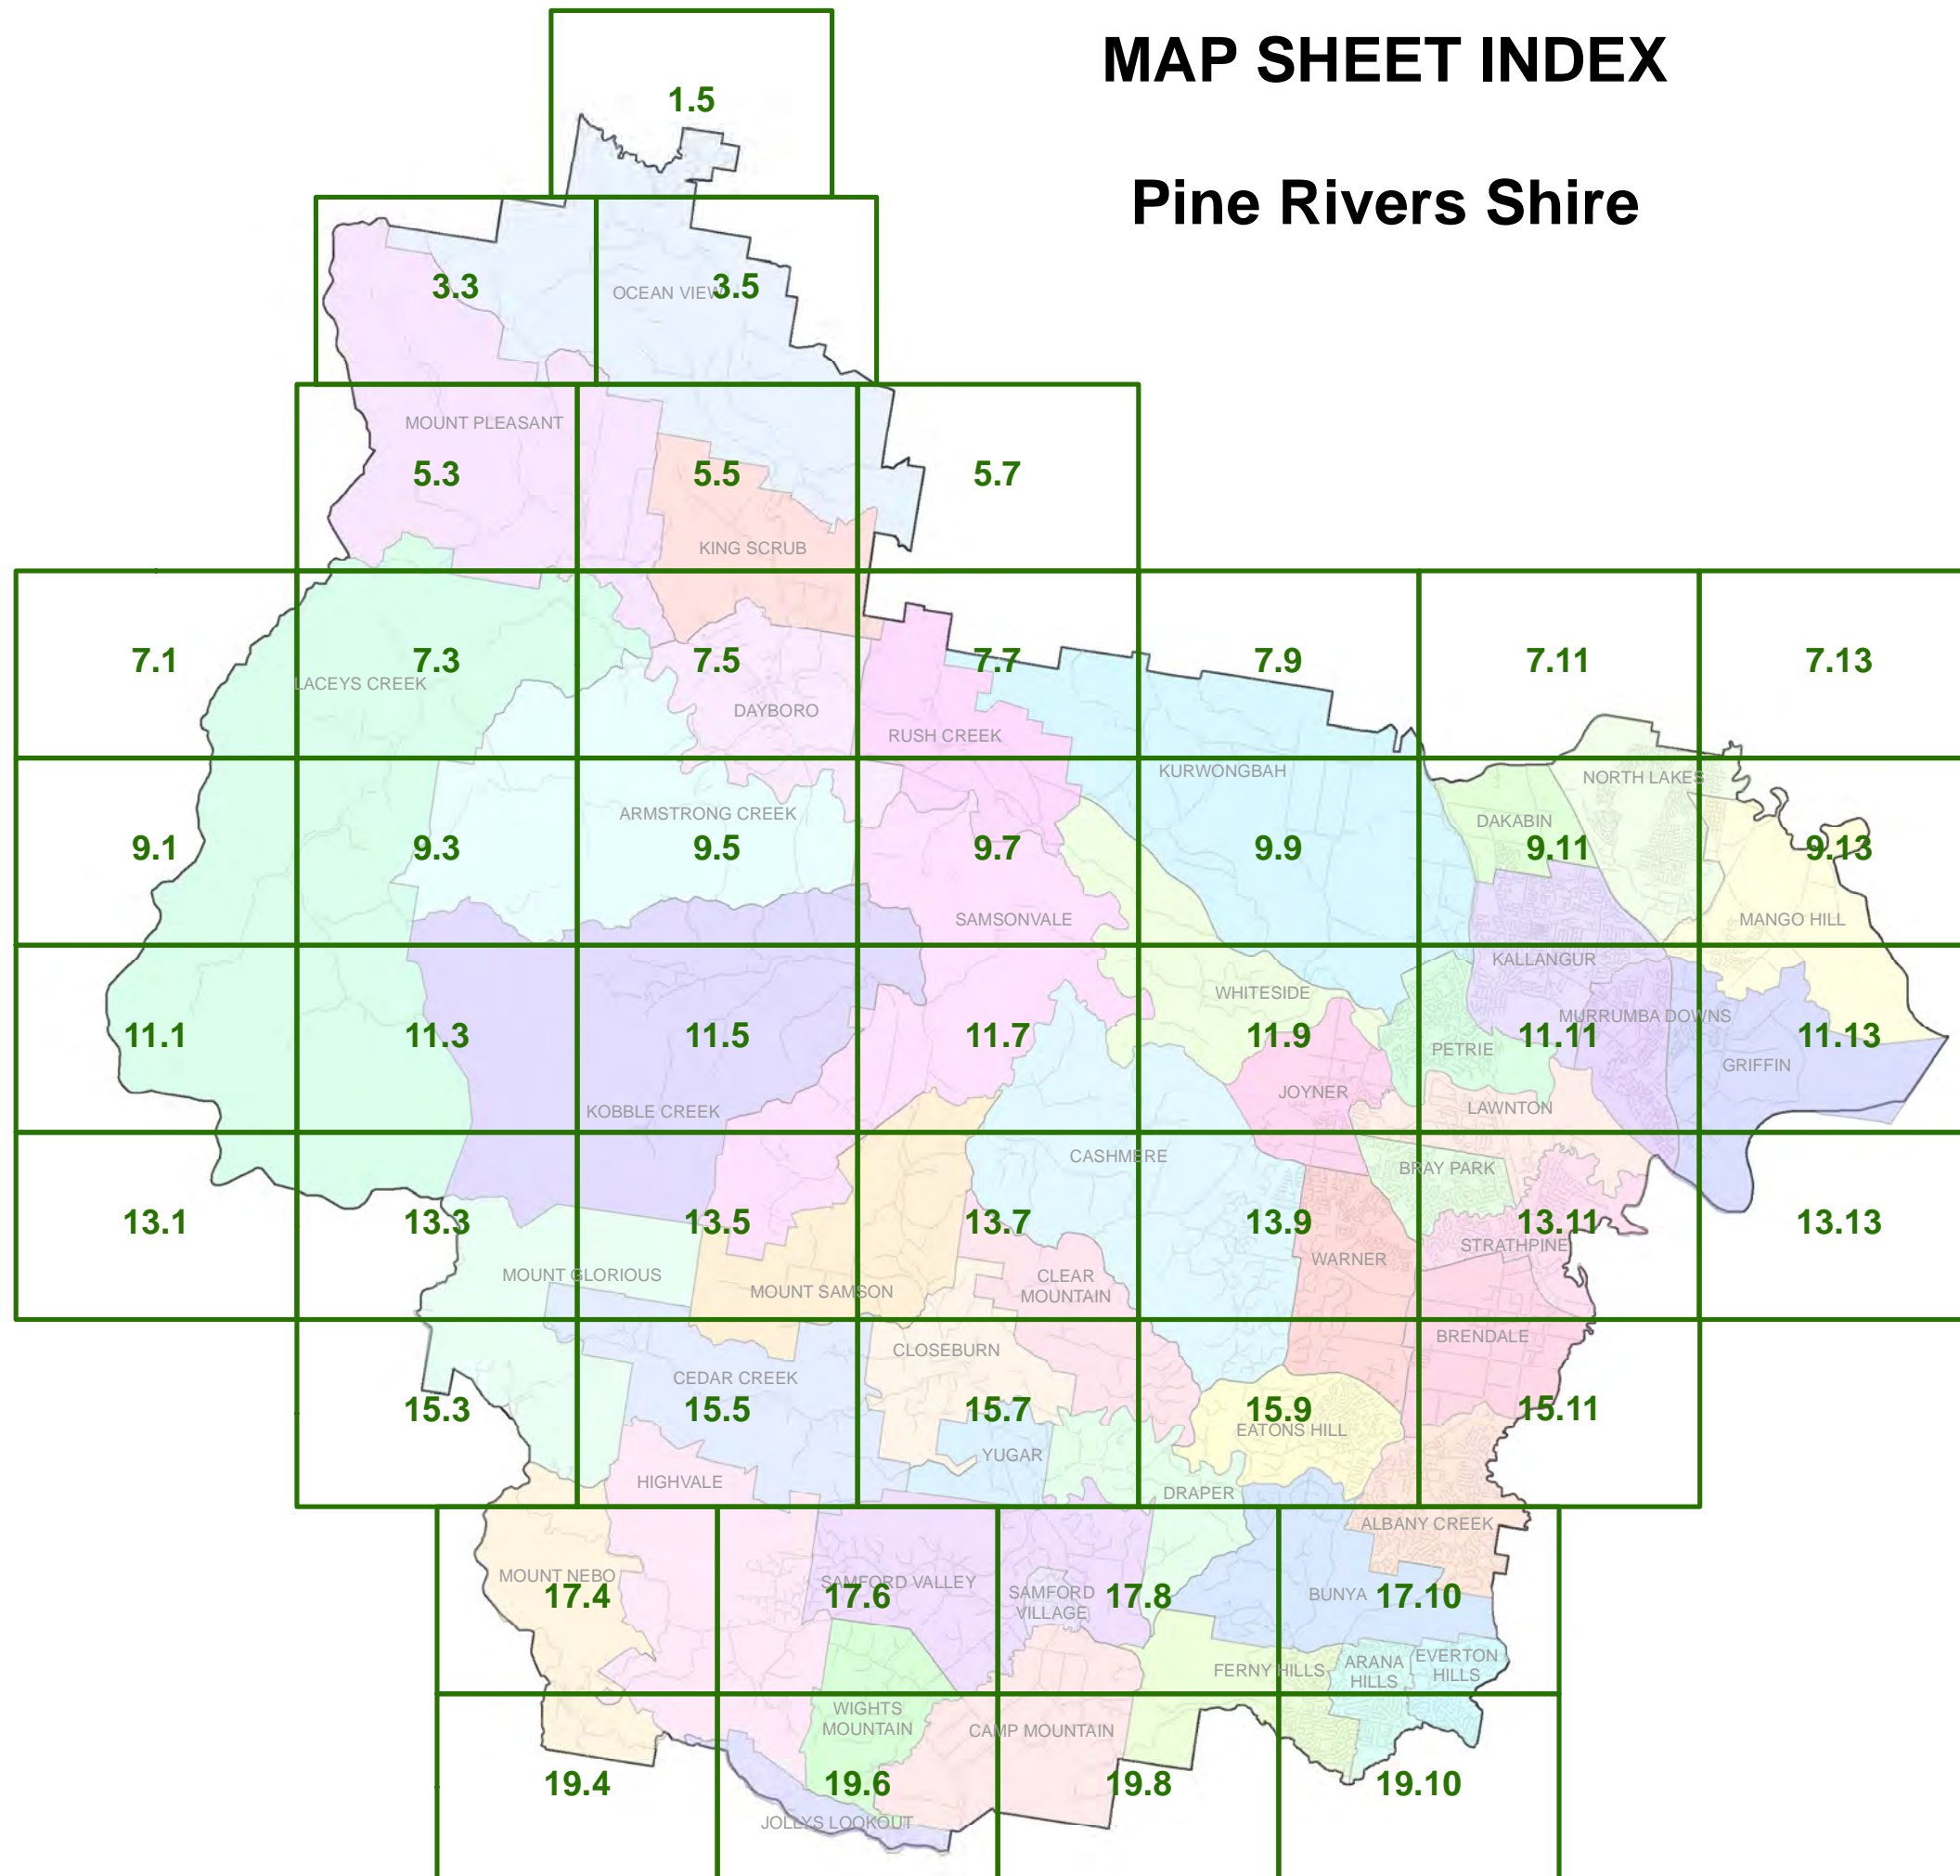 MAP SHEET INDEX
Pine Rivers Shire
1.5
3.3
OCEAN VIEW
3.5
MOUNT PLEASANT
5.3
5.5
5.7
KING SCRUB
7.1
7.3
7.5
7.7
7.9
7.11
7.13
LACEYS CREEK
DAYBORO
RUSH CREEK
KURWONGBAH
NORTH LAKES
ARMSTRONG CREEK
DAKABIN
9.1
9.3
9.5
9.7
9.9
9.11
9.13
SAMSONVALE
MANGO HILL
KALLANGUR
WHITESIDE
MURRUMBA DOWNS
11.1
11.3
11.5
11.7
11.9
11.11
11.13
PETRIE
GRIFFIN
JOYNER
LAWNTON
KOBBLE CREEK
CASHMERE
BRAY PARK
13.1
13.3
13.5
13.7
13.9
13.11
13.13
STRATHPINE
WARNER
MOUNT GLORIOUS
CLEAR
MOUNTAIN
MOUNT SAMSON
BRENDALE
CLOSEBURN
CEDAR CREEK
15.3
15.5
15.7
15.9
15.11
EATONS HILL
YUGAR
HIGHVALE
DRAPER
ALBANY CREEK
MOUNT NEBO
SAMFORD VALLEY
SAMFORD
VILLAGE
BUNYA
17.4
17.6
17.8
17.10
EVERTON
HILLS
ARANA
HILLS
FERNY HILLS
WIGHTS
MOUNTAIN
CAMP MOUNTAIN
19.4
19.6
19.8
19.10
JOLLYS LOOKOUT